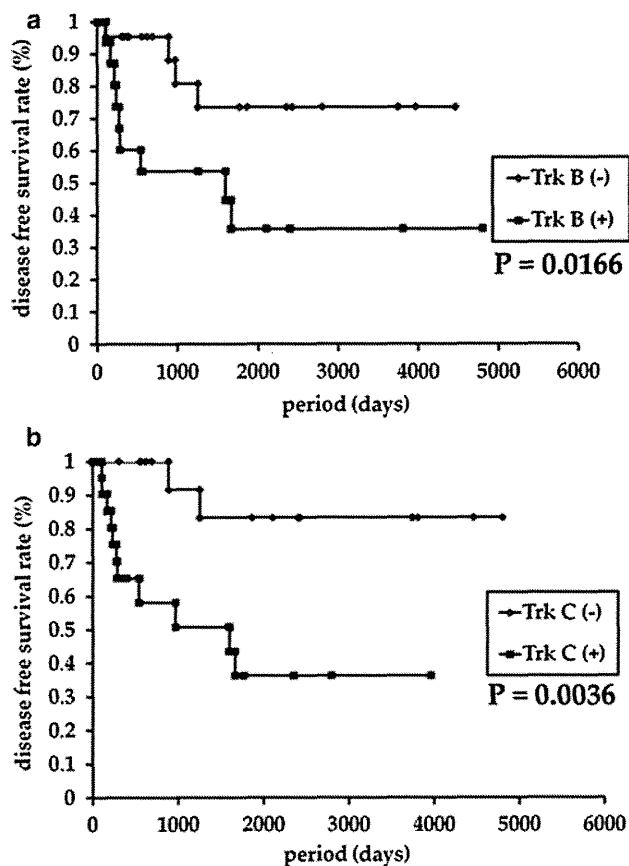 a
disease free survival rate (%)
1
0.9
0.8
0.7
0.6
0.5
0.4
0.3
0.2
0.1
0
0 1000 2000 3000 4000 5000 6000
period (days)
Trk B (-)
Trk B (+)
P = 0.0166
b
disease free survival rate (%)
1
0.9
0.8
0.7
0.6
0.5
0.4
0.3
0.2
0.1
0
0 1000 2000 3000 4000 5000 6000
period (days)
Trk C (-)
Trk C (+)
P = 0.0036